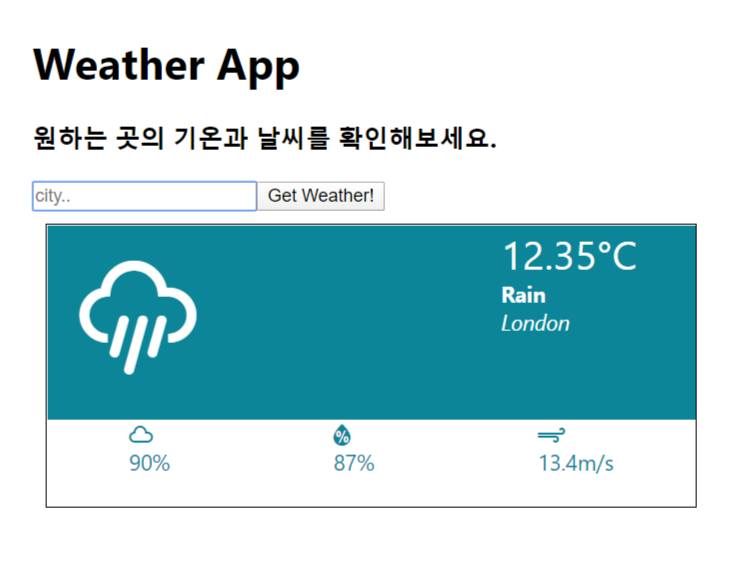 Weather App
원하는 곳의 기온과 날씨를 확인해보세요.
city.. Get Weather!
12.35°C
Rain
London
%
90% 87% 13.4m/s